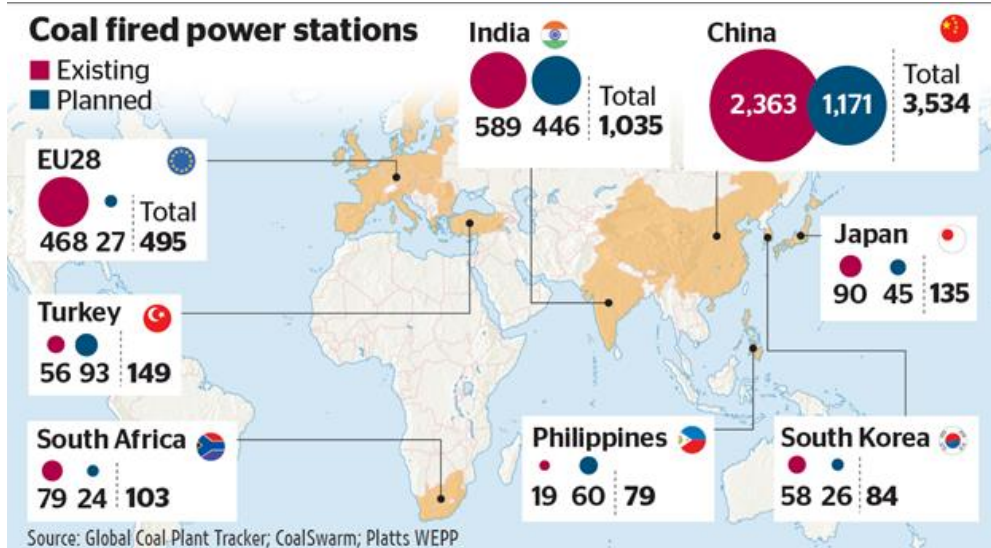 Coal fired power stations
Existing
Planned
India
589 446
Total
1,035
China
2,363 1,171
Total
3,534
EU28
468 27
Total
495
Japan
90 45 135
Turkey
56 93 149
South Africa
79 24 103
Philippines
19 60 79
South Korea
58 26 84
Source: Global Coal Plant Tracker; CoalSwarm; Platts WEPP